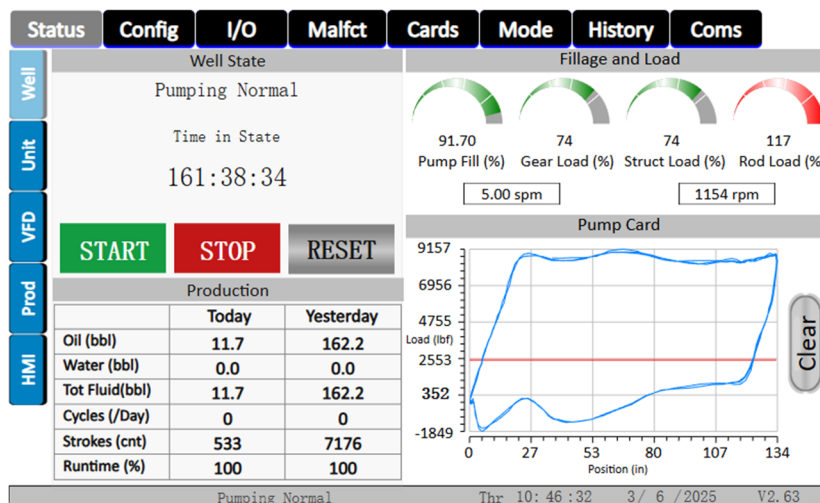 Status Config I/O Malfct Cards Mode History Coms
Well
Unit
VFD
Prod
HMI
Well State
Pumping Normal
Time in State
161:38:34
START STOP RESET
Production
Today Yesterday
Oil (bbl) 11.7 162.2
Water (bbl) 0.0 0.0
Tot Fluid(bbl) 11.7 162.2
Cycles (/Day) 0 0
Strokes (cnt) 533 7176
Runtime (%) 100 100
Fillage and Load
91.70 74 74 117
Pump Fill (%) Gear Load (%) Struct Load (%) Rod Load (%)
5.00 spm 1154 rpm
Pump Card
9157
6956
4755
Load (lbf)
2553
352
-1849
0 27 53 80 107 134
Position (in)
Clear
Pumping Normal Thr 10:46:32 3/ 6 /2025 V2.63